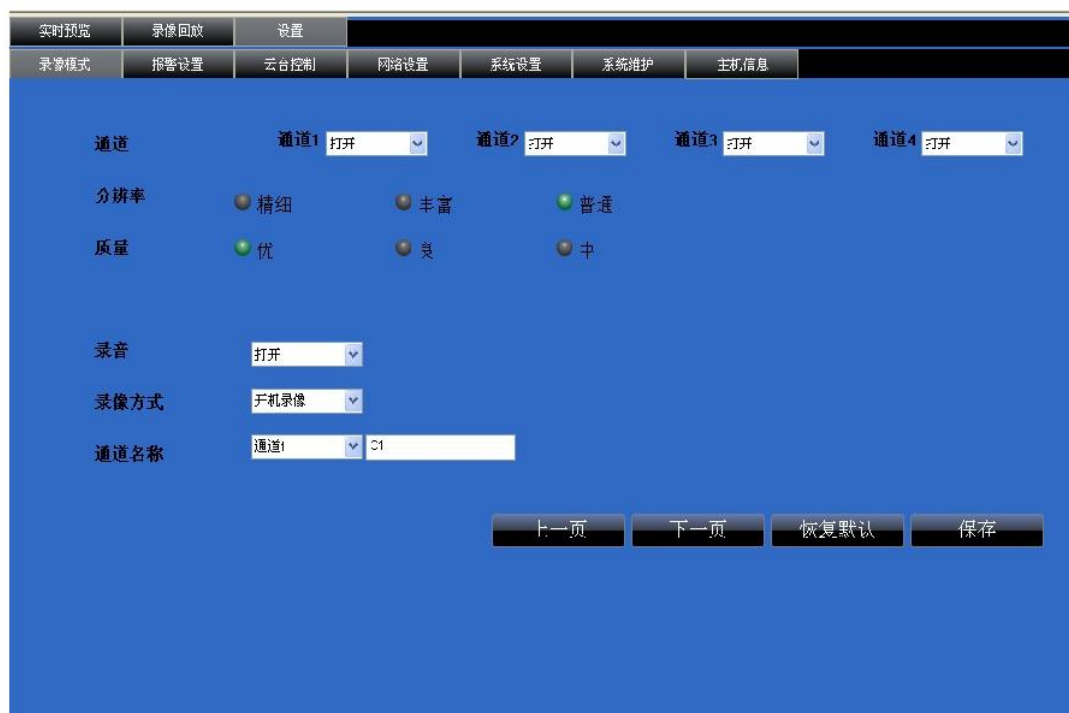 实时预览 录像回放 设置
录像模式 报警设置 云台控制 网络设置 系统设置 系统维护 主机信息
通道 通道1 打开 通道2 打开 通道3 打开 通道4 打开
分辨率 精细 丰富 普通
质量 优 良 中
录音 打开
录像方式 开机录像
通道名称 通道1 C1
上一页 下一页 恢复默认 保存